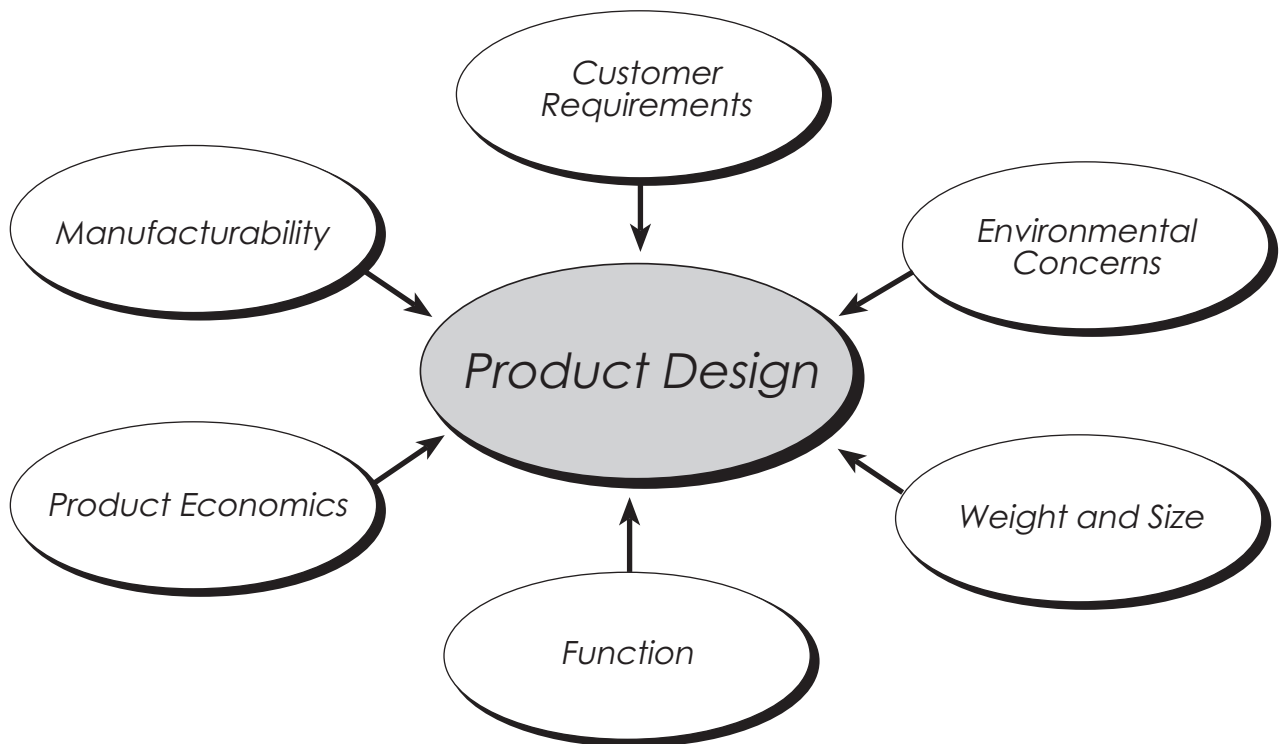 Customer
Requirements
Manufacturability
Environmental
Concerns
Product Design
Product Economics
Weight and Size
Function